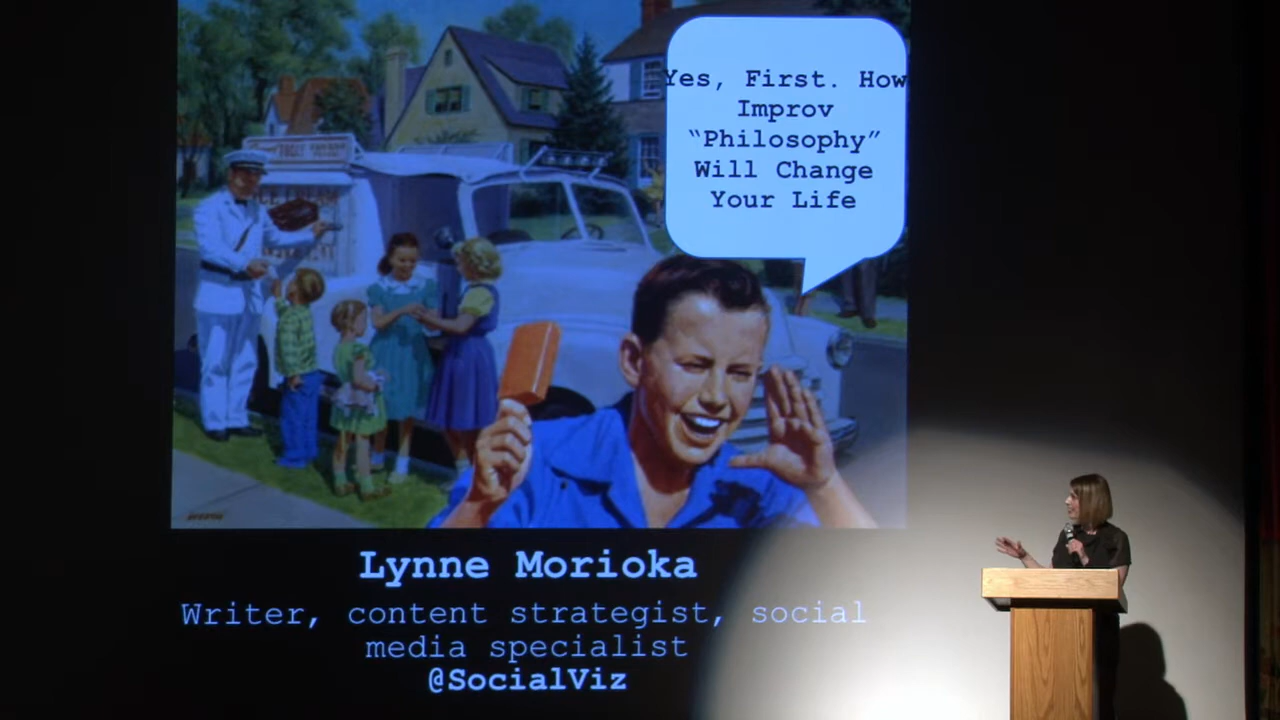 Yes, First. How
Improv
“Philosophy”
Will Change
Your Life
Lynne Morioka
Writer, content strategist, social
media specialist
@SocialViz